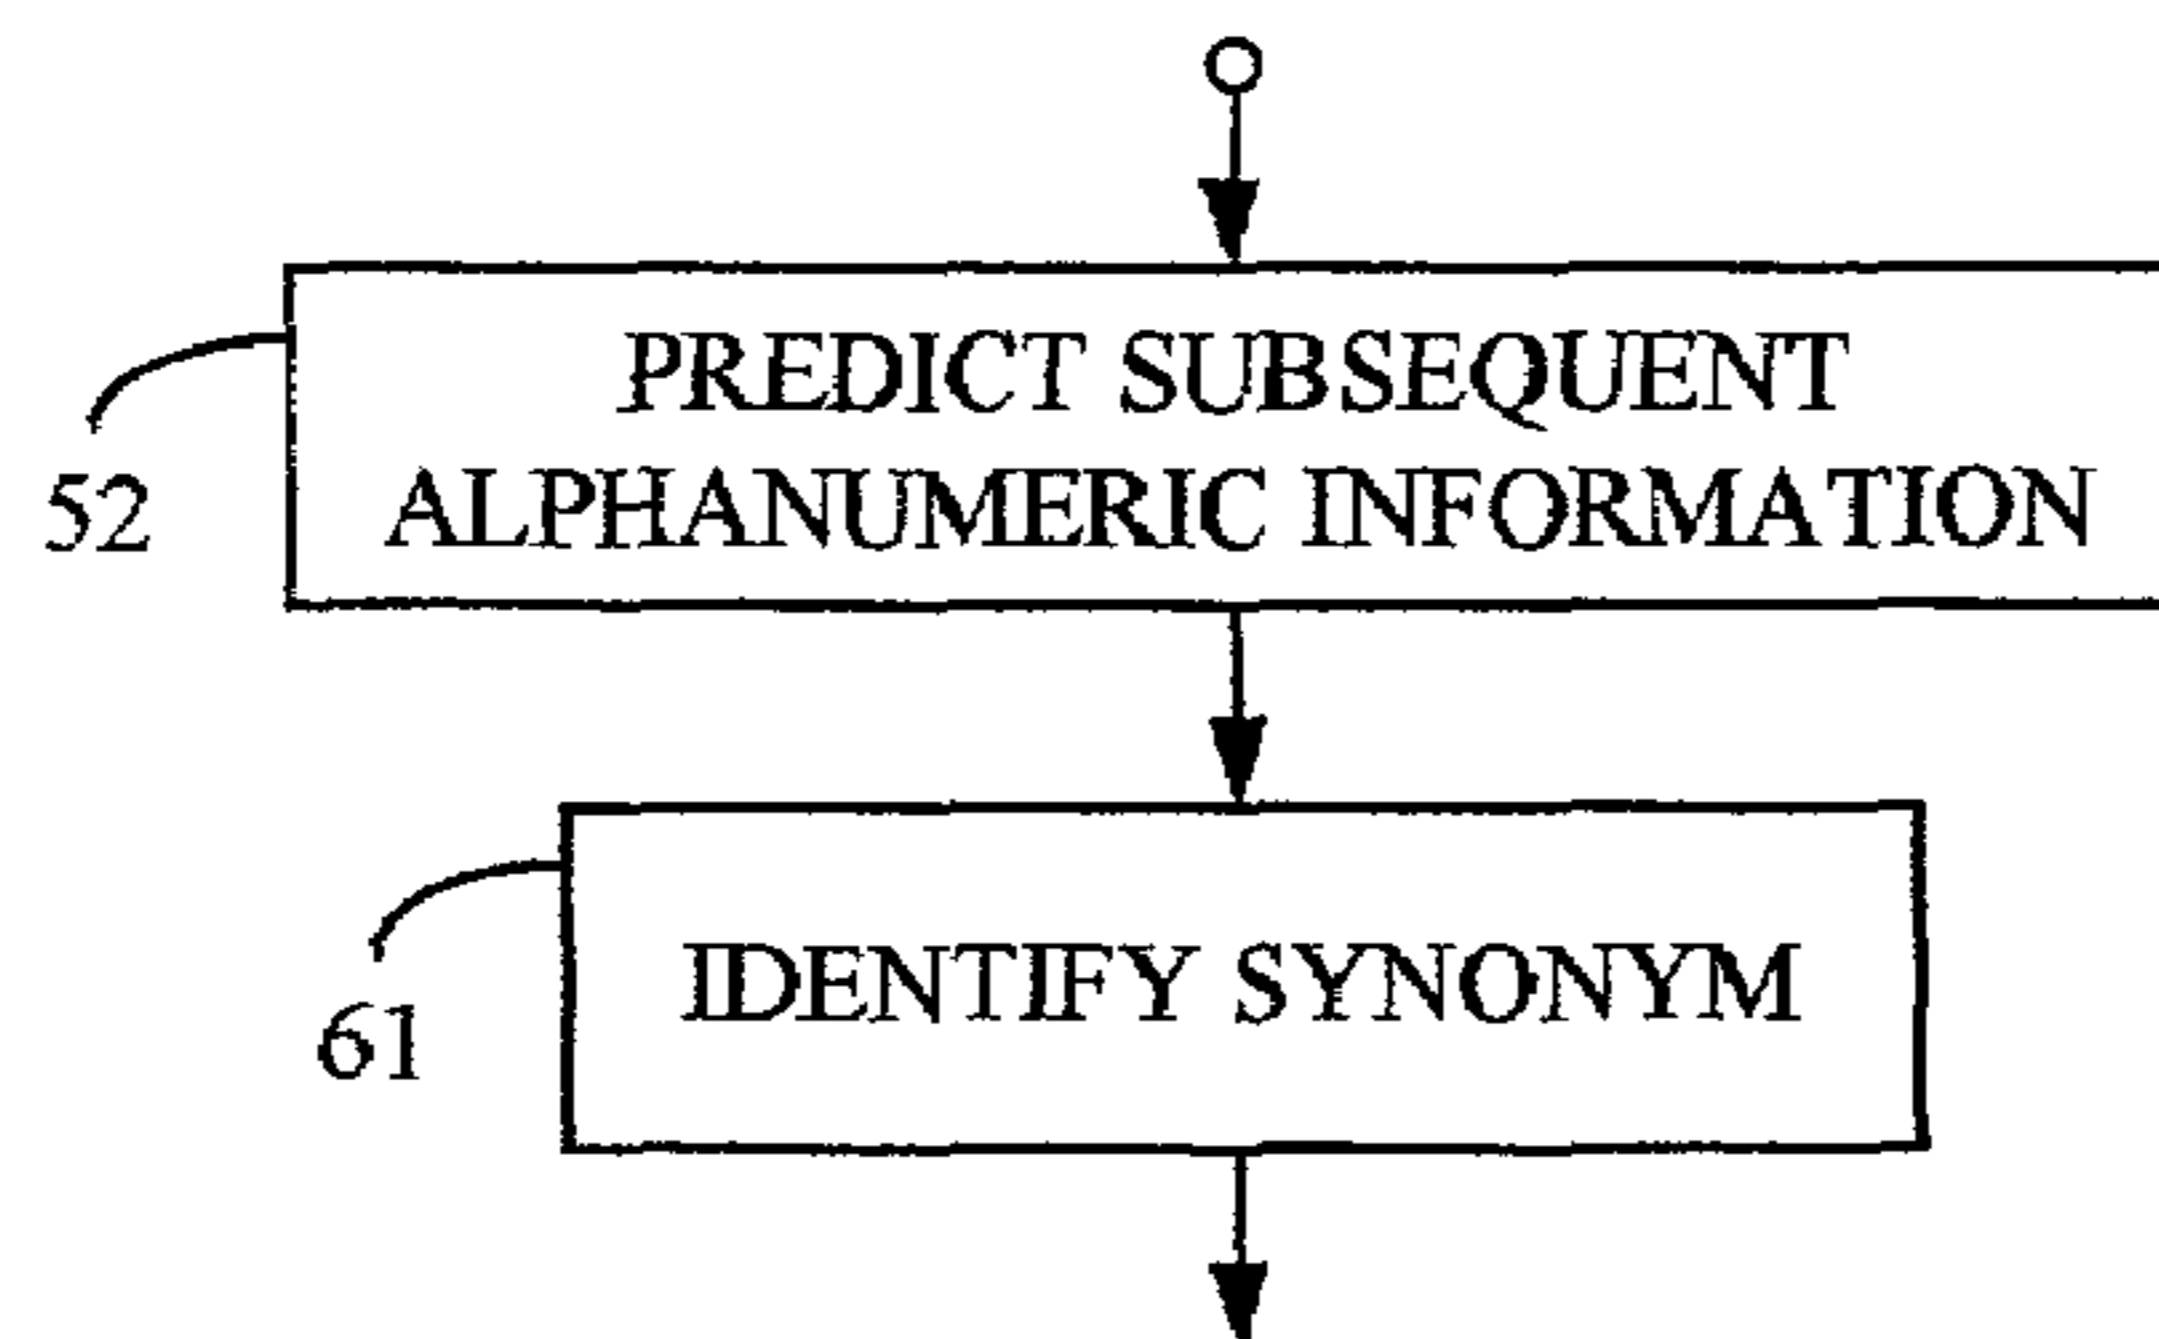 PREDICT SUBSEQUENT
ALPHANUMERIC INFORMATION
52
IDENTIFY SYNONYM
61